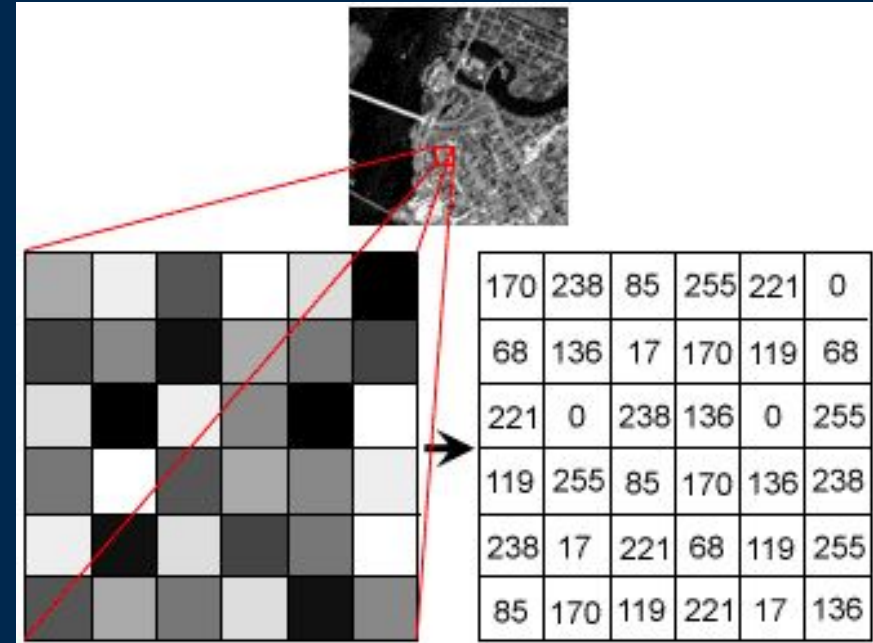 170 238 85 255 221 0
68 136 17 170 119 68
221 0 238 136 0 255
119 255 85 170 136 238
238 17 221 68 119 255
85 170 119 221 17 136